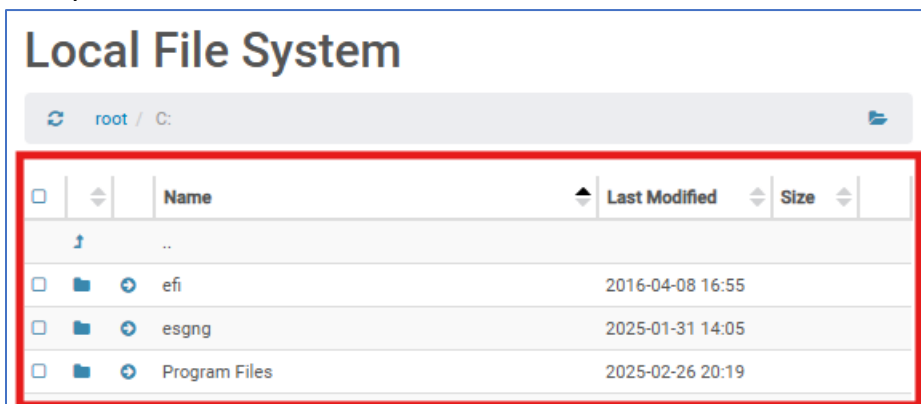 Local File System
root / C:
Name Last Modified Size
..
efi 2016-04-08 16:55
esgng 2025-01-31 14:05
Program Files 2025-02-26 20:19